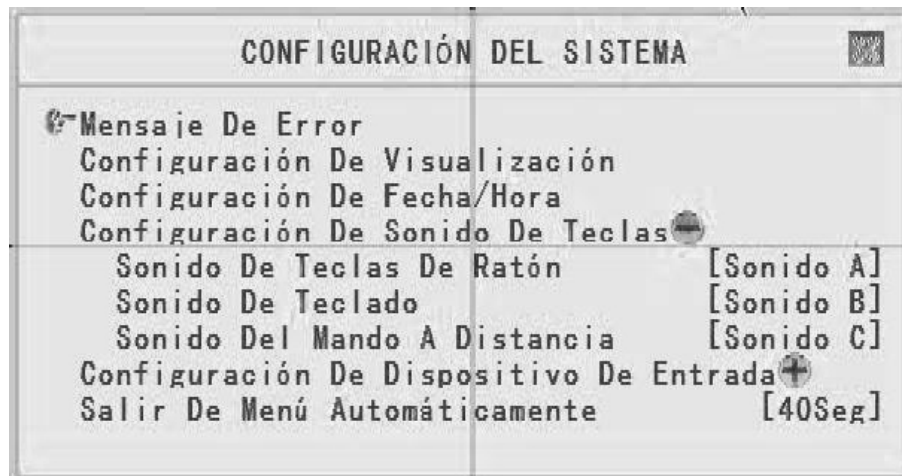 CONFIGURACIÓN DEL SISTEMA
Mensaje De Error
Configuración De Visualización
Configuración De Fecha/Hora
Configuración De Sonido De Teclas
Sonido De Teclas De Ratón [Sonido A]
Sonido De Teclado [Sonido B]
Sonido Del Mando A Distancia [Sonido C]
Configuración De Dispositivo De Entrada
Salir De Menú Automáticamente [40Seg]